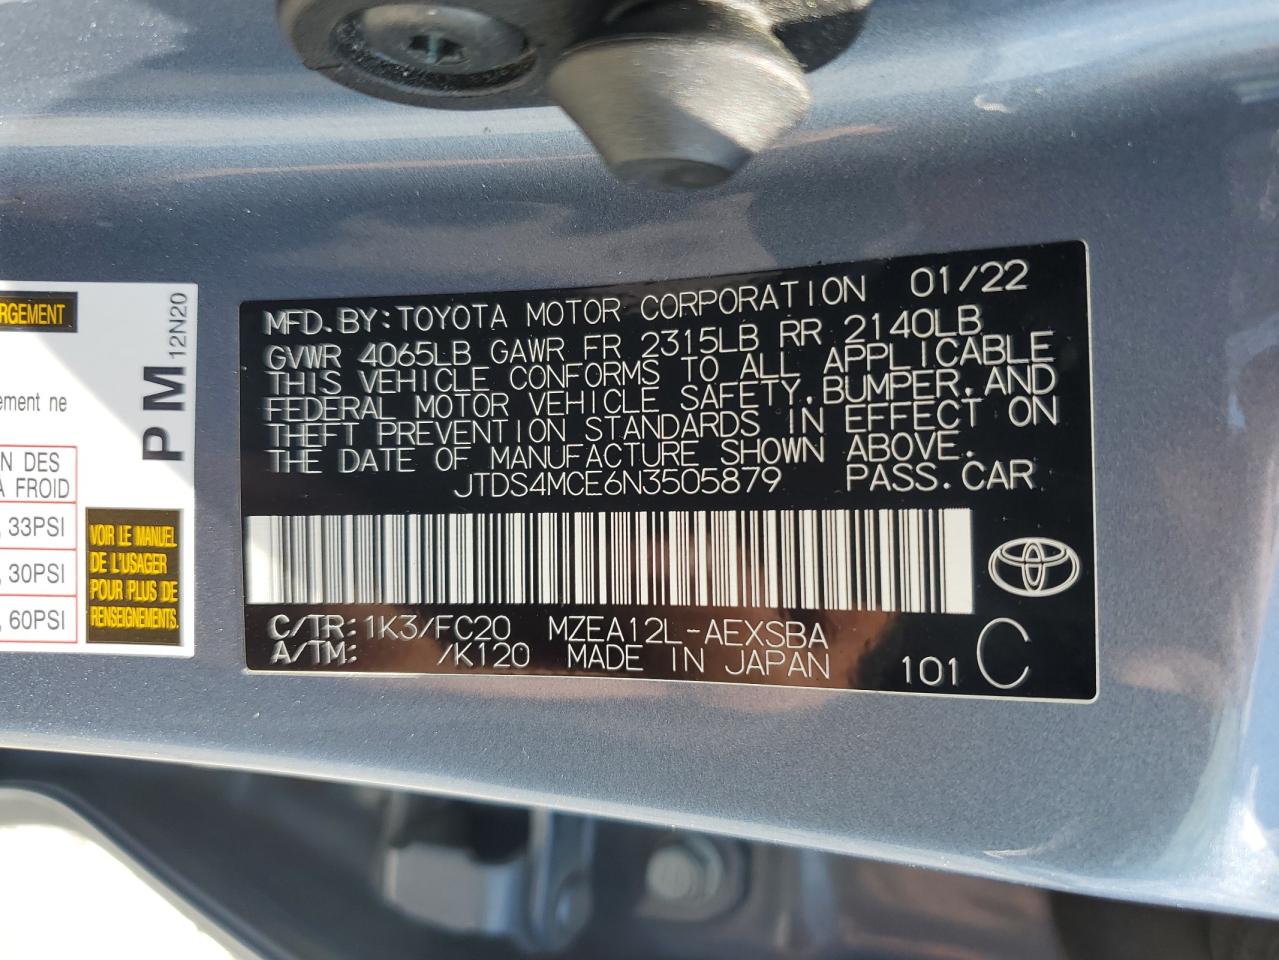 RGEMENT
ement ne
N DES
A FROID
, 33PSI
, 30PSI
, 60PSI
PM 12N20
VOIR LE MANUEL
DE L'USAGER
POUR PLUS DE
RENSEIGNEMENTS.
MFD.BY:TOYOTA MOTOR CORPORATION 01/22
GVWR 4065LB GAWR FR 2315LB RR 2140LB
THIS VEHICLE CONFORMS TO ALL APPLICABLE
FEDERAL MOTOR VEHICLE SAFETY,BUMPER,AND
THEFT PREVENTION STANDARDS IN EFFECT ON
THE DATE OF MANUFACTURE SHOWN ABOVE.
JTDS4MCE6N3505879 PASS.CAR
C/TR:1K3/FC20 MZEA12L-AEXSBA
A/TM: /K120 MADE IN JAPAN 101 C